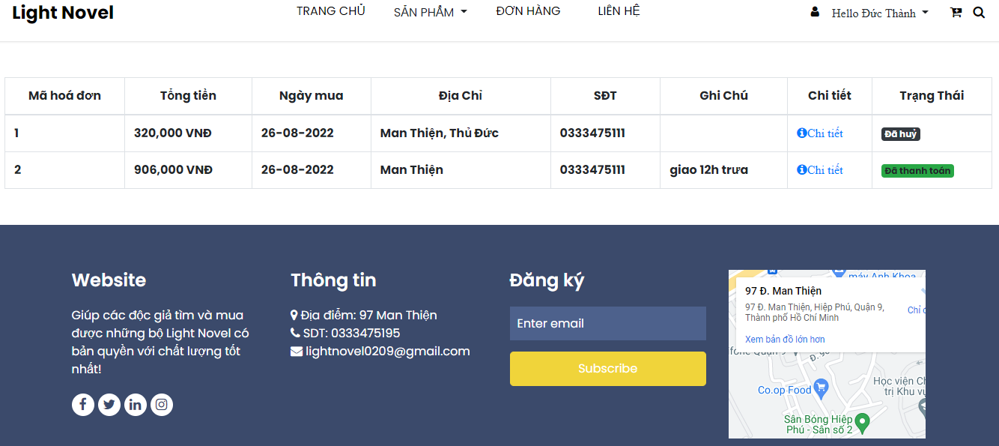 Light Novel TRANG CHỦ SẢN PHẨM ĐƠN HÀNG LIÊN HỆ Hello Đức Thành
Mã hoá đơn Tổng tiền Ngày mua Địa Chỉ SĐT Ghi Chú Chi tiết Trạng Thái
1 320,000 VNĐ 26-08-2022 Man Thiện, Thủ Đức 0333475111 Chi tiết Đã huỷ
2 906,000 VNĐ 26-08-2022 Man Thiện 0333475111 giao 12h trưa Chi tiết Đã thanh toán
Website
Giúp các độc giả tìm và mua
được những bộ Light Novel có
bản quyền với chất lượng tốt
nhất!
Thông tin
Địa điểm: 97 Man Thiện
SDT: 0333475195
lightnovel0209@gmail.com
Đăng ký
Enter email
Subscribe
máy Anh Khoa
97 Đ. Man Thiện
97 Đ. Man Thiện, Hiệp Phú, Quận 9,
Thành phố Hồ Chí Minh
Chỉ
Xem bản đồ lớn hơn
Quận 9
Co.op Food
Học viện
trị Khu
Sân Bóng Hiệp
Phú - Sân số 2